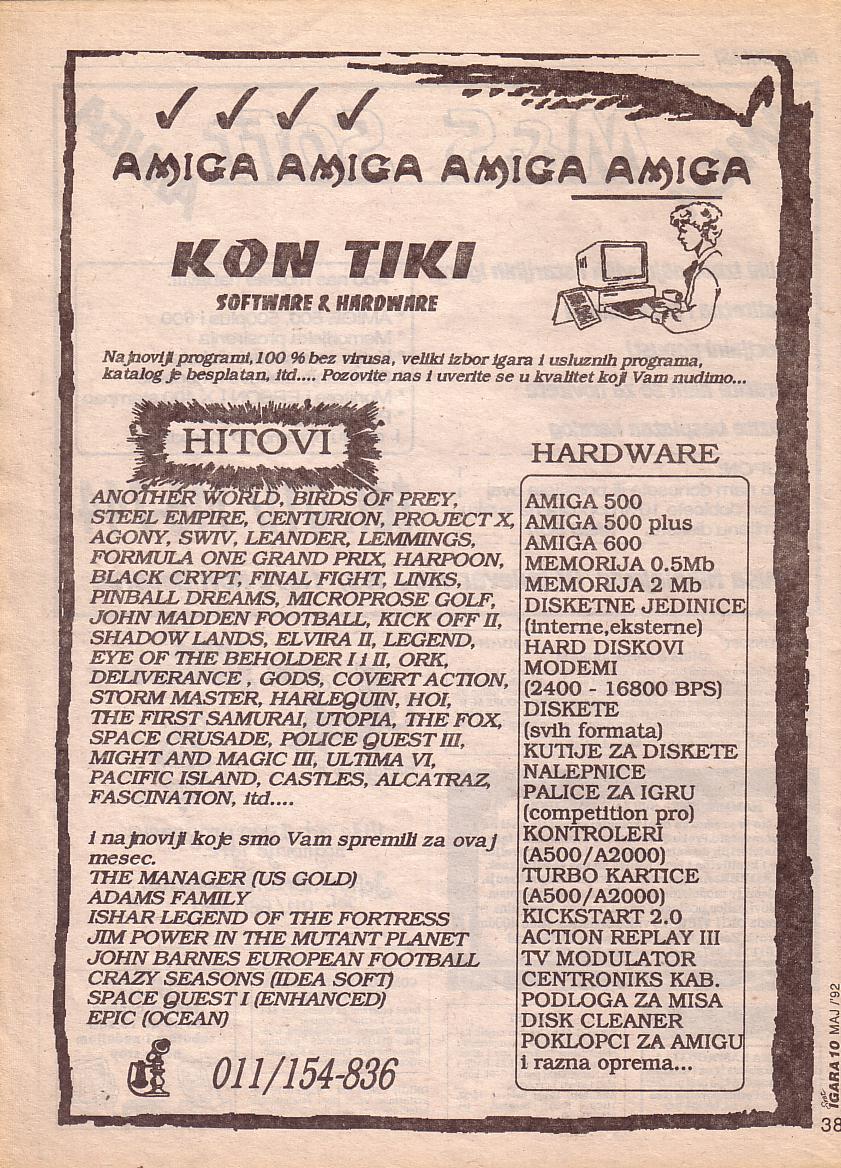 AMIGA AMIGA AMIGA AMIGA
KON TIKI
SOFTWARE & HARDWARE
Najnoviji programi, 100 % bez virusa, veliki izbor igara i usluznih programa,
katalog je besplatan, itd.... Pozovite nas i uverite se u kvalitet koji Vam nudimo...
HITOVI
ANOTHER WORLD, BIRDS OF PREY,
STEEL EMPIRE, CENTURION, PROJECT X,
AGONY, SWIV, LEANDER, LEMMINGS,
FORMULA ONE GRAND PRIX, HARPOON,
BLACK CRYPT, FINAL FIGHT, LINKS,
PINBALL DREAMS, MICROPROSE GOLF,
JOHN MADDEN FOOTBALL, KICK OFF II,
SHADOW LANDS, ELVIRA II, LEGEND,
EYE OF THE BEHOLDER I i II, ORK,
DELIVERANCE , GODS, COVERT ACTION,
STORM MASTER, HARLEQUIN, HOI,
THE FIRST SAMURAI, UTOPIA, THE FOX,
SPACE CRUSADE, POLICE QUEST III,
MIGHT AND MAGIC III, ULTIMA VI,
PACIFIC ISLAND, CASTLES, ALCATRAZ,
FASCINATION, itd....
i najnoviji koje smo Vam spremili za ovaj
mesec.
THE MANAGER (US GOLD)
ADAMS FAMILY
ISHAR LEGEND OF THE FORTRESS
JIM POWER IN THE MUTANT PLANET
JOHN BARNES EUROPEAN FOOTBALL
CRAZY SEASONS (IDEA SOFT)
SPACE QUEST I (ENHANCED)
EPIC (OCEAN)
011/154-836
HARDWARE
AMIGA 500
AMIGA 500 plus
AMIGA 600
MEMORIJA 0.5Mb
MEMORIJA 2 Mb
DISKETNE JEDINICE
(interne,eksterne)
HARD DISKOVI
MODEMI
(2400 - 16800 BPS)
DISKETE
(svih formata)
KUTIJE ZA DISKETE
NALEPNICE
PALICE ZA IGRU
(competition pro)
KONTROLERI
(A500/A2000)
TURBO KARTICE
(A500/A2000)
KICKSTART 2.0
ACTION REPLAY III
TV MODULATOR
CENTRONIKS KAB.
PODLOGA ZA MISA
DISK CLEANER
POKLOPCI ZA AMIGU
i razna oprema...
Svet IGARA 10 MAJ /'92
38